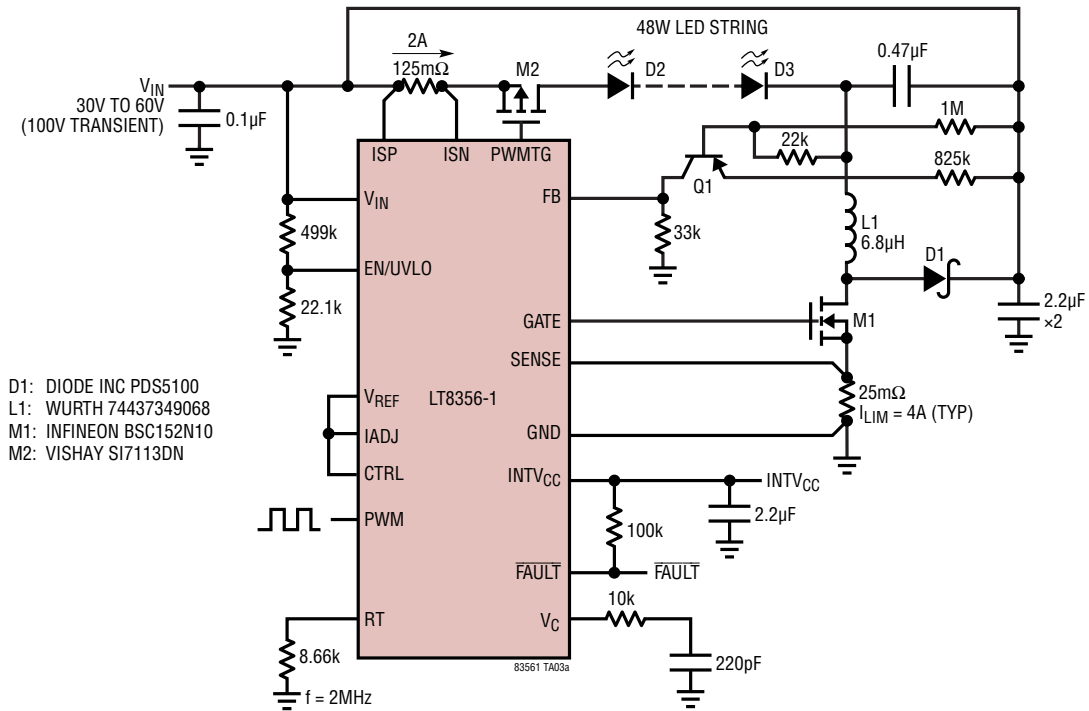 48W LED STRING
2A
125mΩ
M2
D2
D3
0.47µF
VIN
30V TO 60V
(100V TRANSIENT)
0.1µF
1M
22k
825k
ISP
ISN
PWMTG
Q1
VIN
FB
499k
33k
L1
6.8µH
EN/UVLO
D1
22.1k
2.2µF
×2
GATE
M1
SENSE
D1: DIODE INC PDS5100
L1: WURTH 74437349068
M1: INFINEON BSC152N10
M2: VISHAY SI7113DN
VREF
LT8356-1
25mΩ
ILIM = 4A (TYP)
IADJ
GND
CTRL
INTVCC
INTVCC
PWM
2.2µF
100k
FAULT
FAULT
10k
RT
VC
8.66k
220pF
83561 TA03a
f = 2MHz